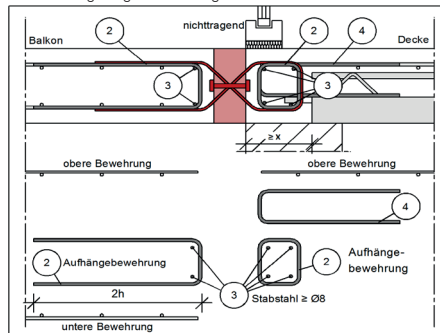 nichttragend
Balkon
2
2
4
Decke
3
3
≥ x
obere Bewehrung
obere Bewehrung
4
2
Aufhängebewehrung
2
Aufhänge-
bewehrung
2h
3
Stabstahl ≥ Ø8
untere Bewehrung